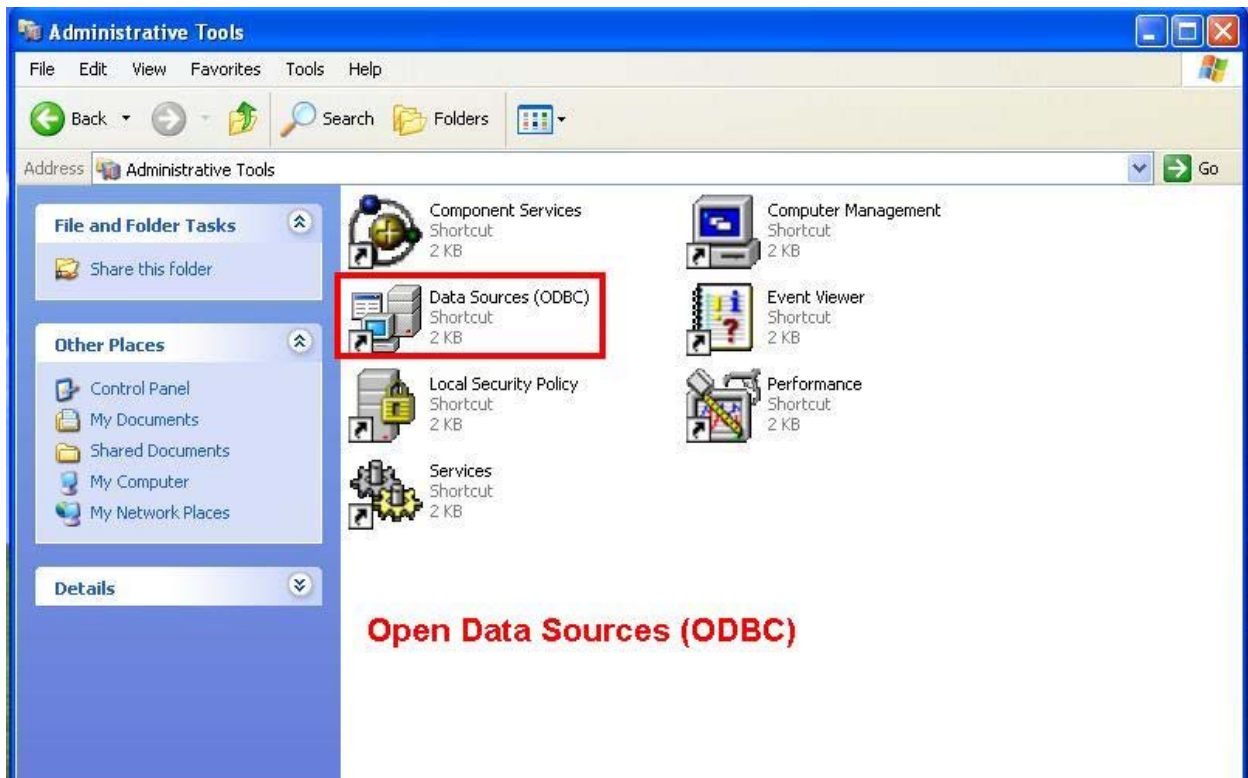 Administrative Tools
File Edit View Favorites Tools Help
Back Search Folders
Address Administrative Tools Go
File and Folder Tasks
Share this folder
Other Places
Control Panel
My Documents
Shared Documents
My Computer
My Network Places
Details
Component Services
Shortcut
2 KB
Computer Management
Shortcut
2 KB
Data Sources (ODBC)
Shortcut
2 KB
Event Viewer
Shortcut
2 KB
Local Security Policy
Shortcut
2 KB
Performance
Shortcut
2 KB
Services
Shortcut
2 KB
Open Data Sources (ODBC)